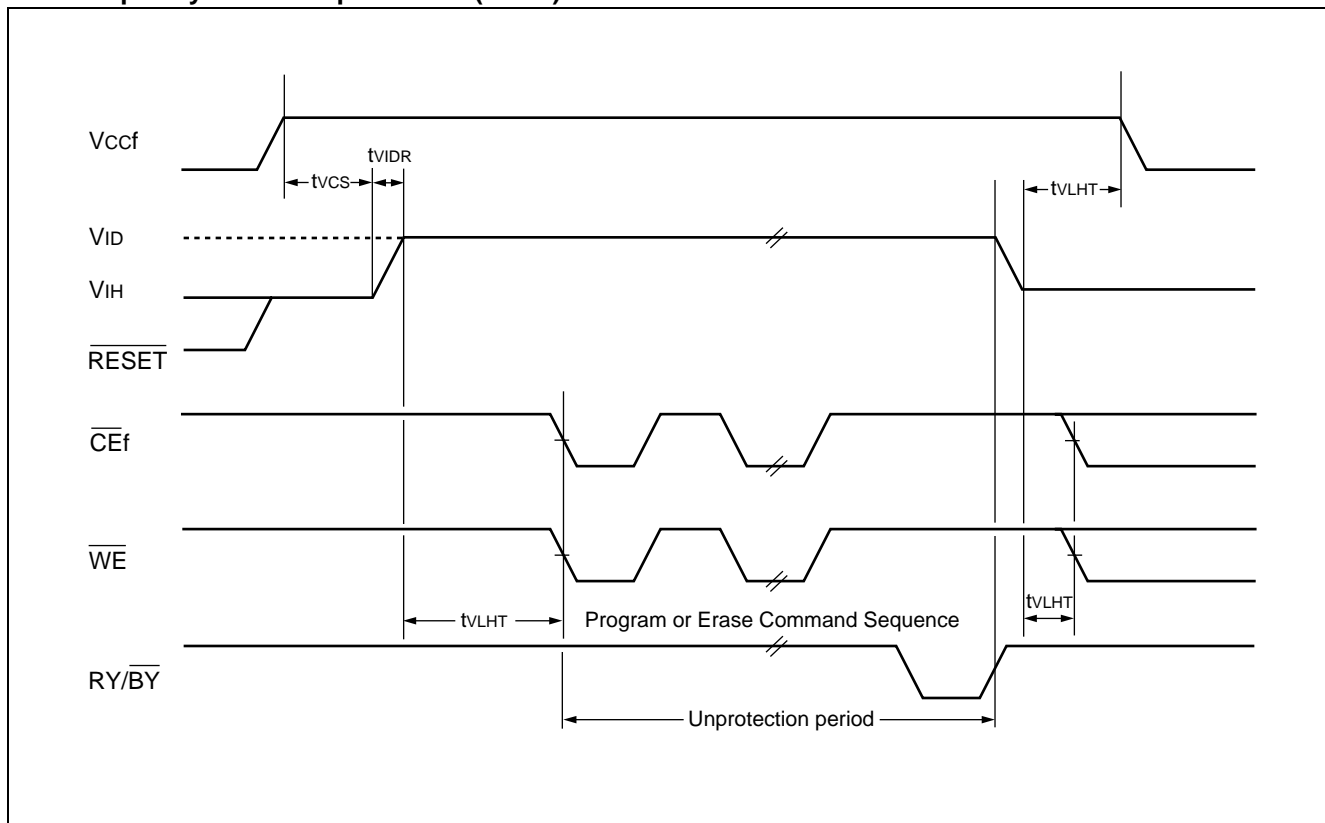 VCCf
tVIDR
tVCS
tVLHT
VID
VIH
RESET
CEf
WE
tVLHT
tVLHT
Program or Erase Command Sequence
RY/BY
Unprotection period